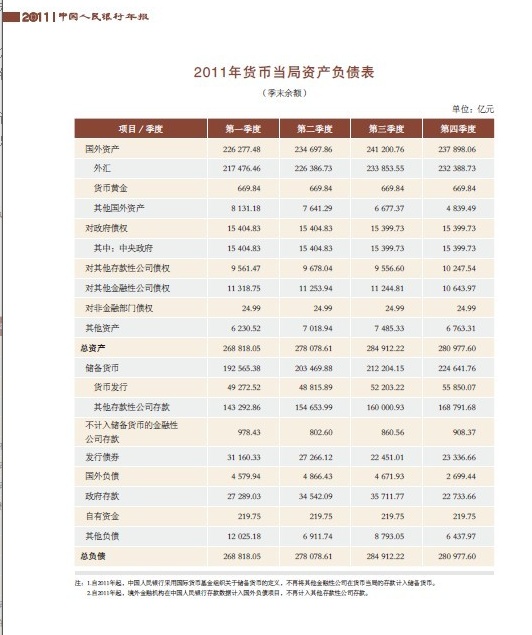 2011 | 中国人民银行年报
2011年货币当局资产负债表
（季末余额）
单位：亿元
项目 / 季度 第一季度 第二季度 第三季度 第四季度
国外资产 226 277.48 234 697.86 241 200.76 237 898.06
外汇 217 476.46 226 386.73 233 853.55 232 388.73
货币黄金 669.84 669.84 669.84 669.84
其他国外资产 8 131.18 7 641.29 6 677.37 4 839.49
对政府债权 15 404.83 15 404.83 15 399.73 15 399.73
其中：中央政府 15 404.83 15 404.83 15 399.73 15 399.73
对其他存款性公司债权 9 561.47 9 678.04 9 556.60 10 247.54
对其他金融性公司债权 11 318.75 11 253.94 11 244.81 10 643.97
对非金融部门债权 24.99 24.99 24.99 24.99
其他资产 6 230.52 7 018.94 7 485.33 6 763.31
总资产 268 818.05 278 078.61 284 912.22 280 977.60
储备货币 192 565.38 203 469.88 212 204.15 224 641.76
货币发行 49 272.52 48 815.89 52 203.22 55 850.07
其他存款性公司存款 143 292.86 154 653.99 160 000.93 168 791.68
不计入储备货币的金融性
公司存款 978.43 802.60 860.56 908.37
发行债券 31 160.33 27 266.12 22 451.01 23 336.66
国外负债 4 579.94 4 866.43 4 671.93 2 699.44
政府存款 27 289.03 34 542.09 35 711.77 22 733.66
自有资金 219.75 219.75 219.75 219.75
其他负债 12 025.18 6 911.74 8 793.05 6 437.97
总负债 268 818.05 278 078.61 284 912.22 280 977.60
注：1.自2011年起，中国人民银行采用国际货币基金组织关于储备货币的定义，不再将其他金融性公司在货币当局的存款计入储备货币。
2.自2011年起，境外金融机构在中国人民银行存款数据计入国外负债项目，不再计入其他存款性公司存款。